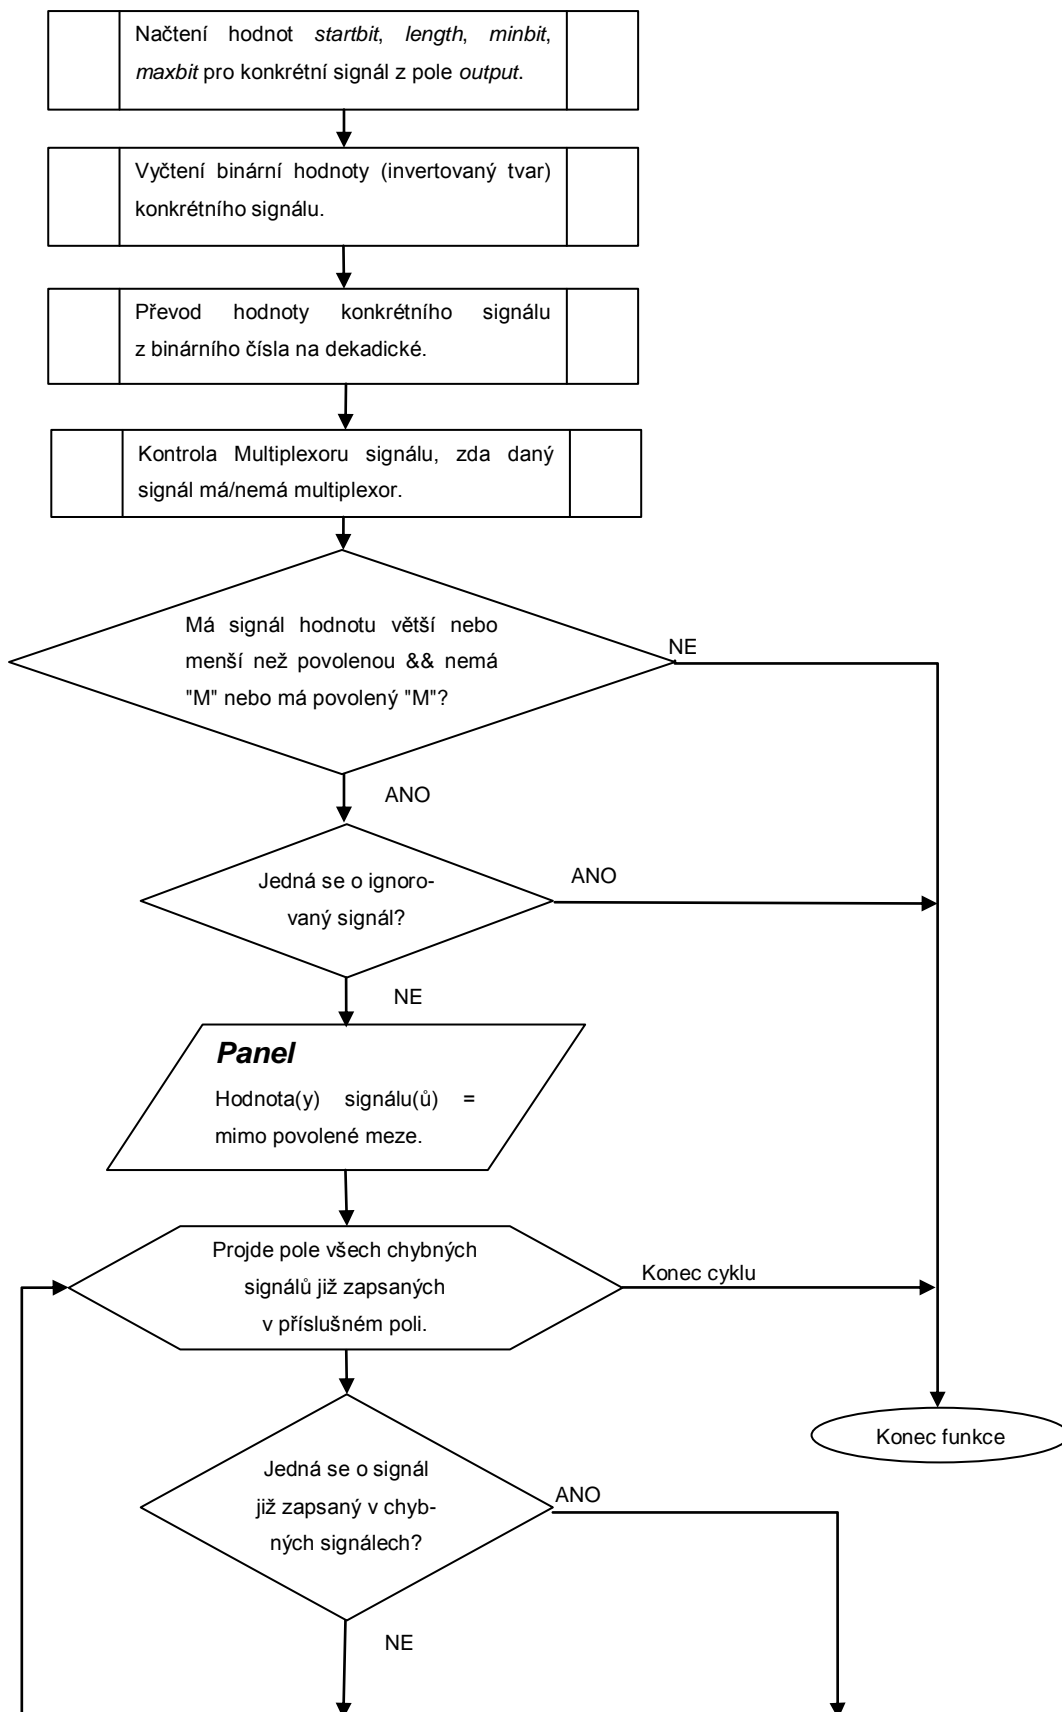 Načtení hodnot startbit, length, minbit,
maxbit pro konkrétní signál z pole output.
Vyčtení binární hodnoty (invertovaný tvar)
konkrétního signálu.
Převod hodnoty konkrétního signálu
z binárního čísla na dekadické.
Kontrola Multiplexoru signálu, zda daný
signál má/nemá multiplexor.
Má signál hodnotu větší nebo
menší než povolenou && nemá
"M" nebo má povolený "M"?
NE
ANO
Jedná se o ignoro-
vaný signál?
ANO
NE
Panel
Hodnota(y) signálu(ů) =
mimo povolené meze.
Projde pole všech chybných
signálů již zapsaných
v příslušném poli.
Konec cyklu
Konec funkce
Jedná se o signál
již zapsaný v chyb-
ných signálech?
ANO
NE